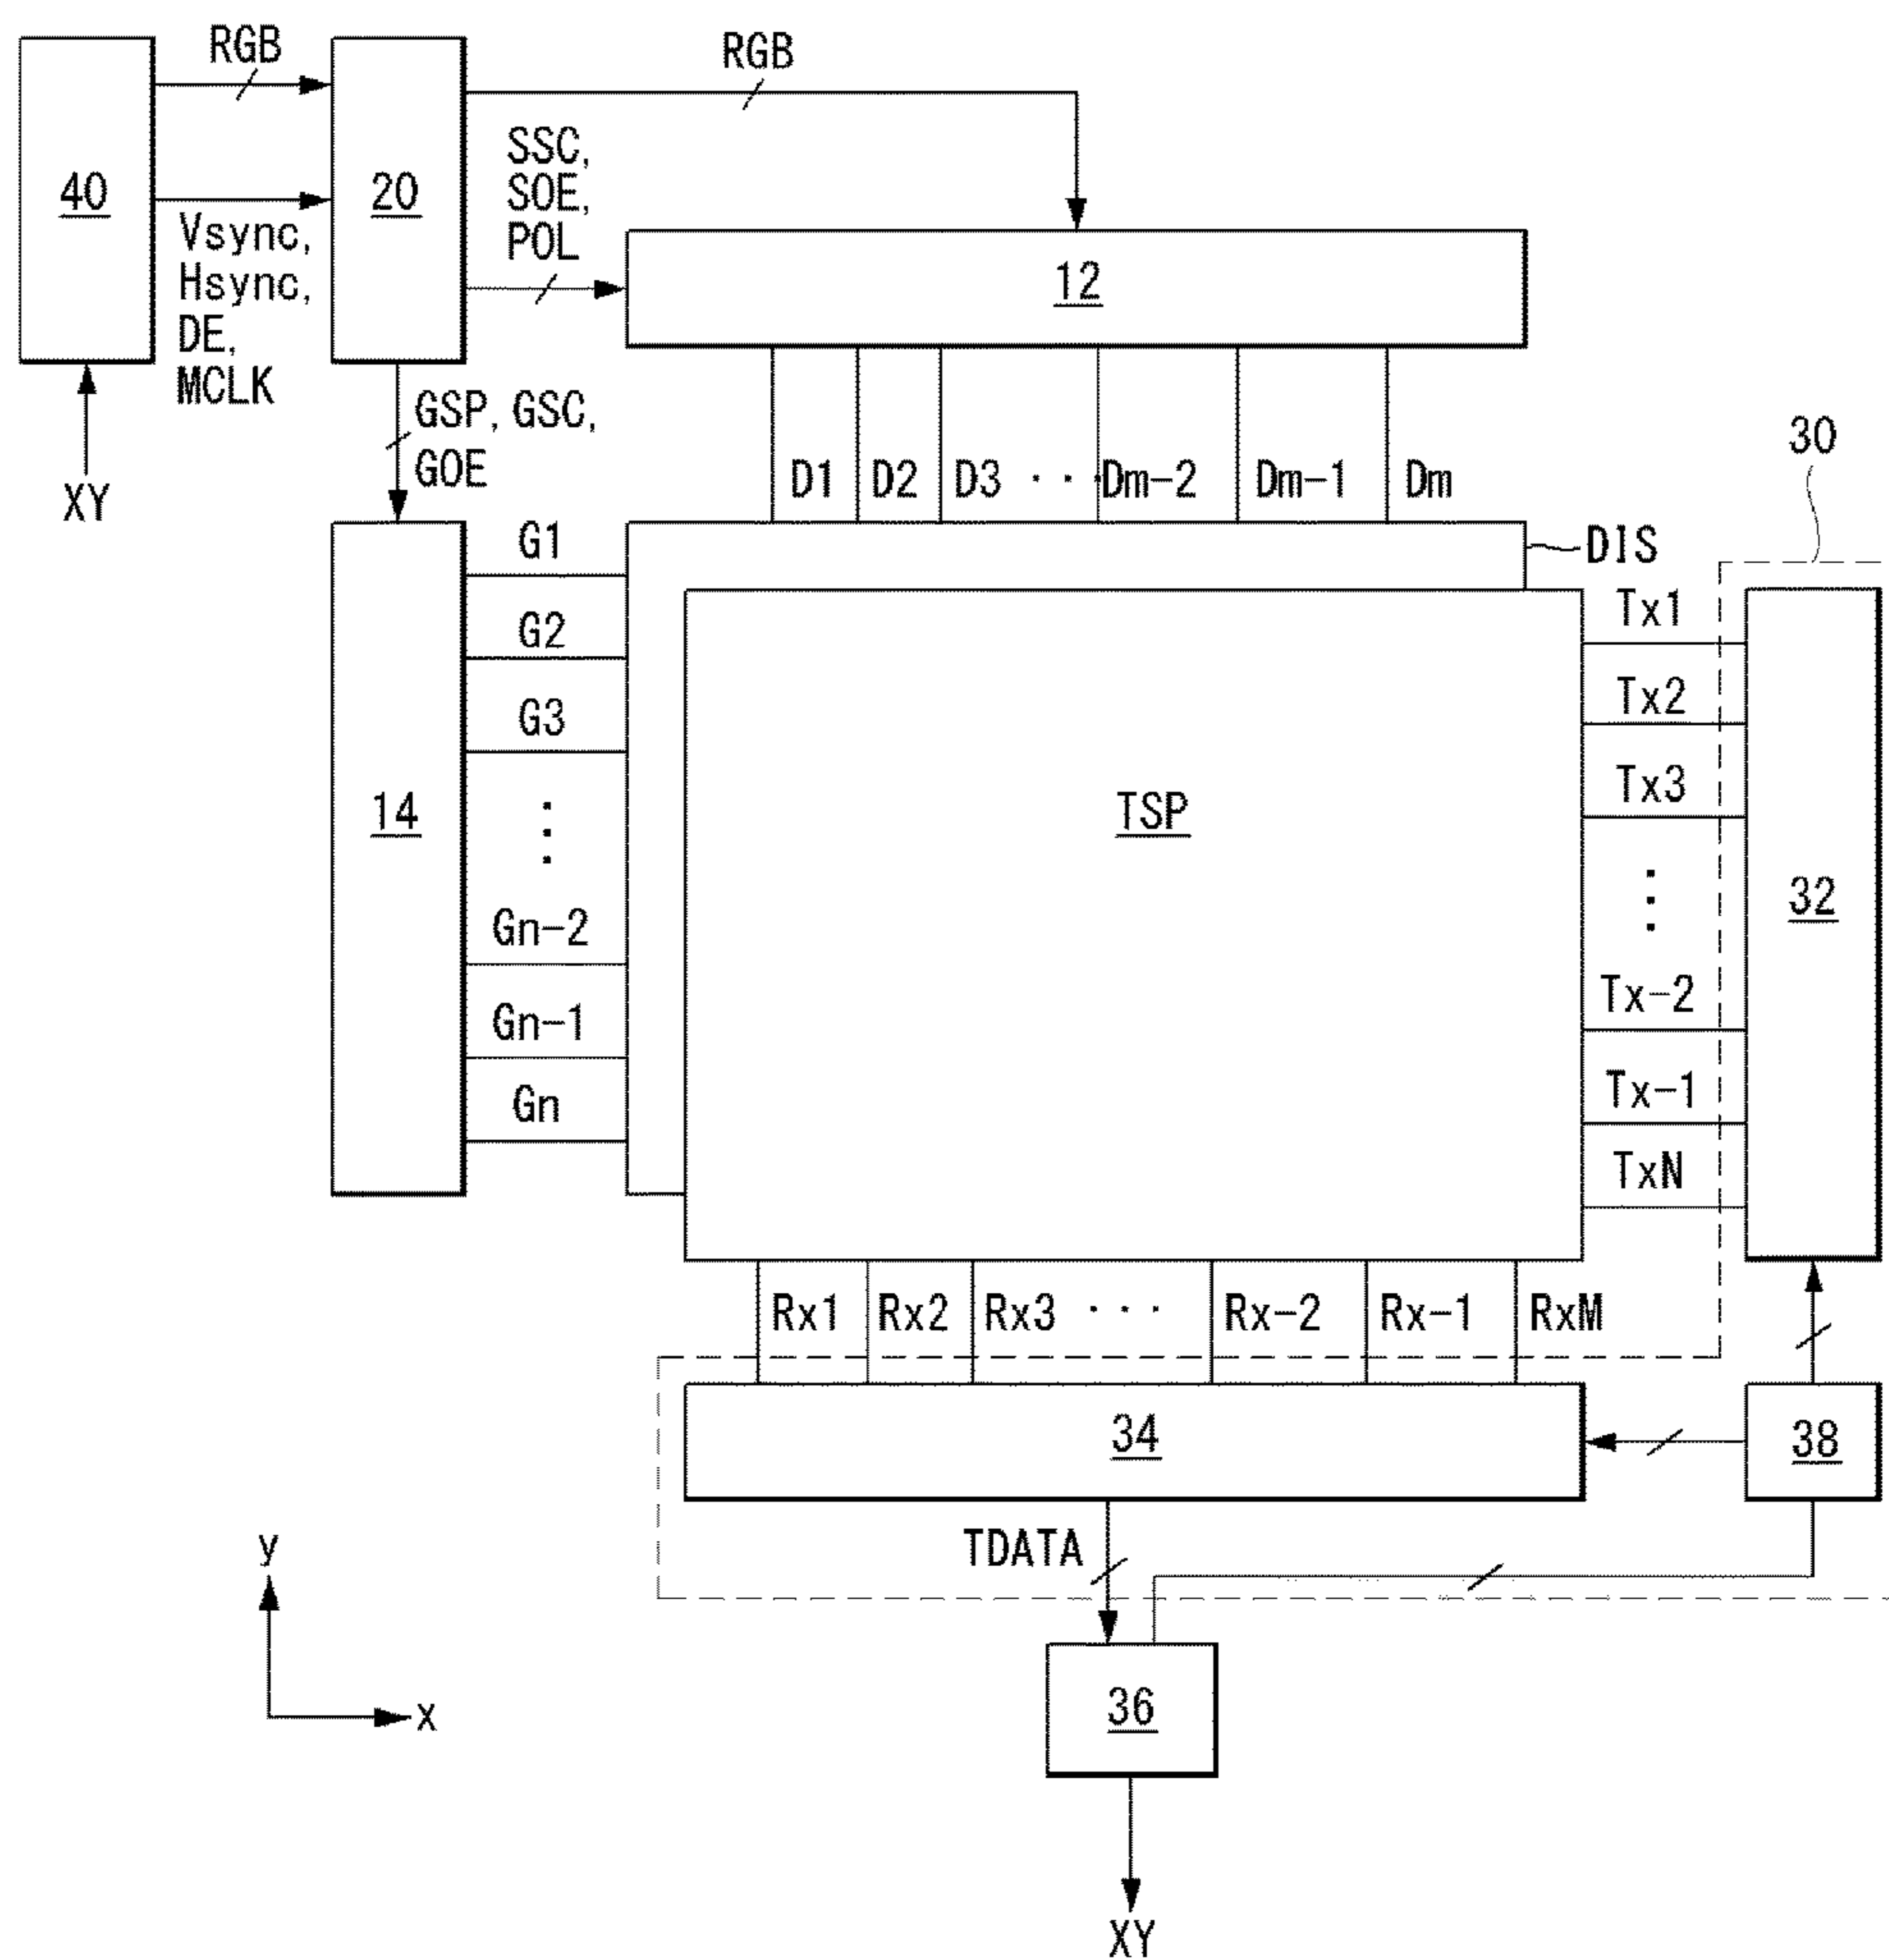 RGB
RGB
40
20
SSC,
SOE,
POL
Vsync,
Hsync,
DE,
MCLK
12
XY
GSP, GSC,
GOE
D1 D2 D3 ··· Dm-2 Dm-1 Dm
30
DIS
14
G1
G2
G3
⋮
Gn-2
Gn-1
Gn
TSP
Tx1
Tx2
Tx3
⋮
Tx-2
Tx-1
TxN
32
Rx1 Rx2 Rx3 ··· Rx-2 Rx-1 RxM
34
38
TDATA
y
x
36
XY